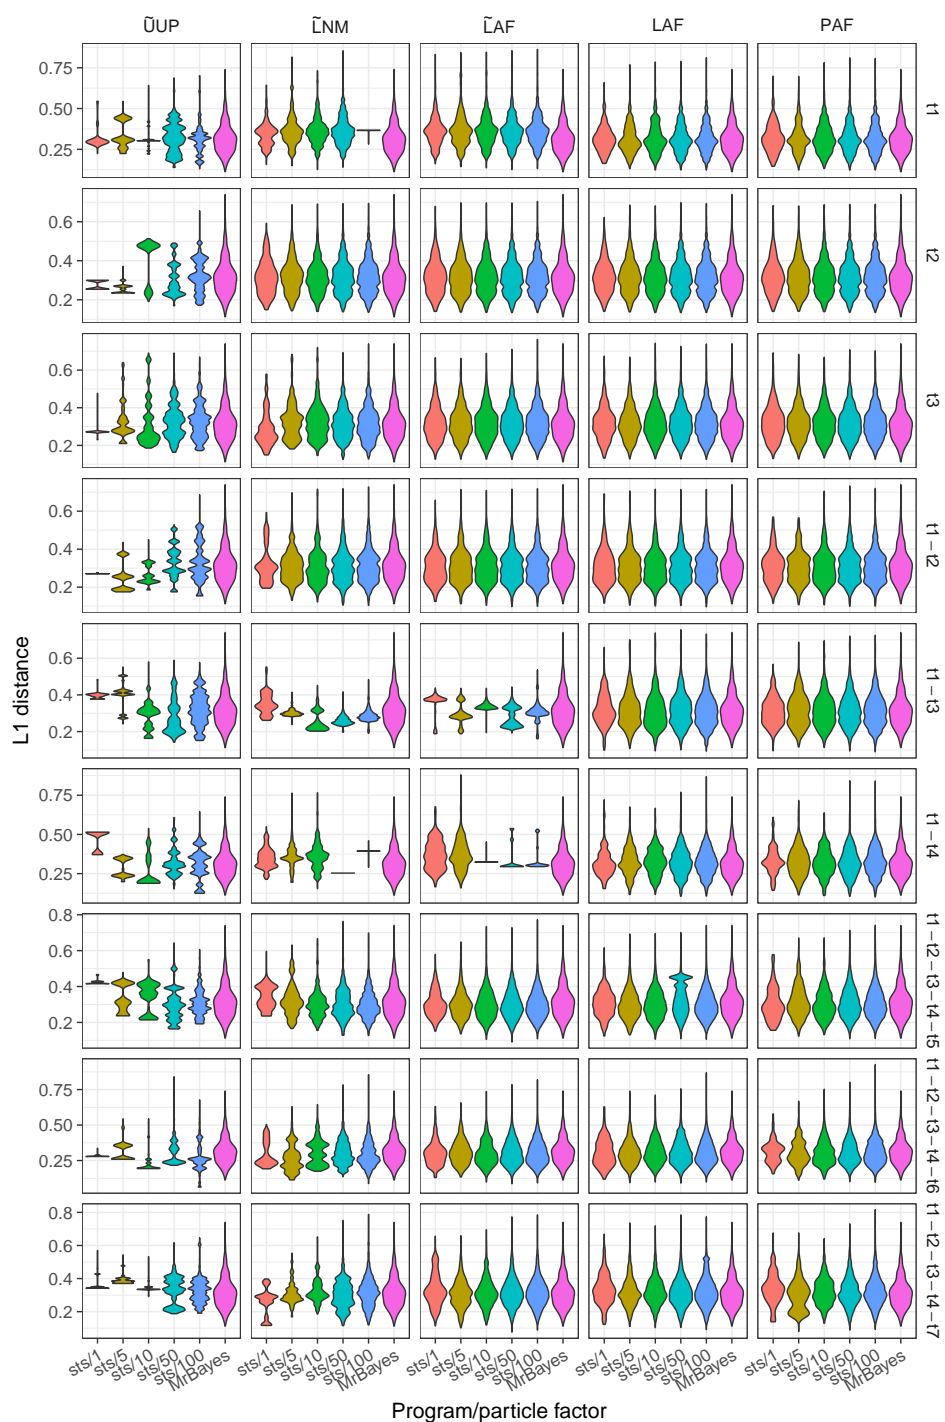 ŨUP L̃NM L̃AF LAF PAF
0.75
0.50
0.25
t1
0.6
0.4
0.2
t2
0.6
0.4
0.2
t3
0.6
0.4
0.2
t1−t2
0.6
0.4
0.2
t1−t3
0.75
0.50
0.25
t1−t4
0.8
0.6
0.4
0.2
t1−t2−t3−t4−t5
0.75
0.50
0.25
t1−t2−t3−t4−t6
0.8
0.6
0.4
0.2
t1−t2−t3−t4−t7
L1 distance
sts/1 sts/5 sts/10 sts/50 sts/100 MrBayes sts/1 sts/5 sts/10 sts/50 sts/100 MrBayes sts/1 sts/5 sts/10 sts/50 sts/100 MrBayes sts/1 sts/5 sts/10 sts/50 sts/100 MrBayes sts/1 sts/5 sts/10 sts/50 sts/100 MrBayes
Program/particle factor